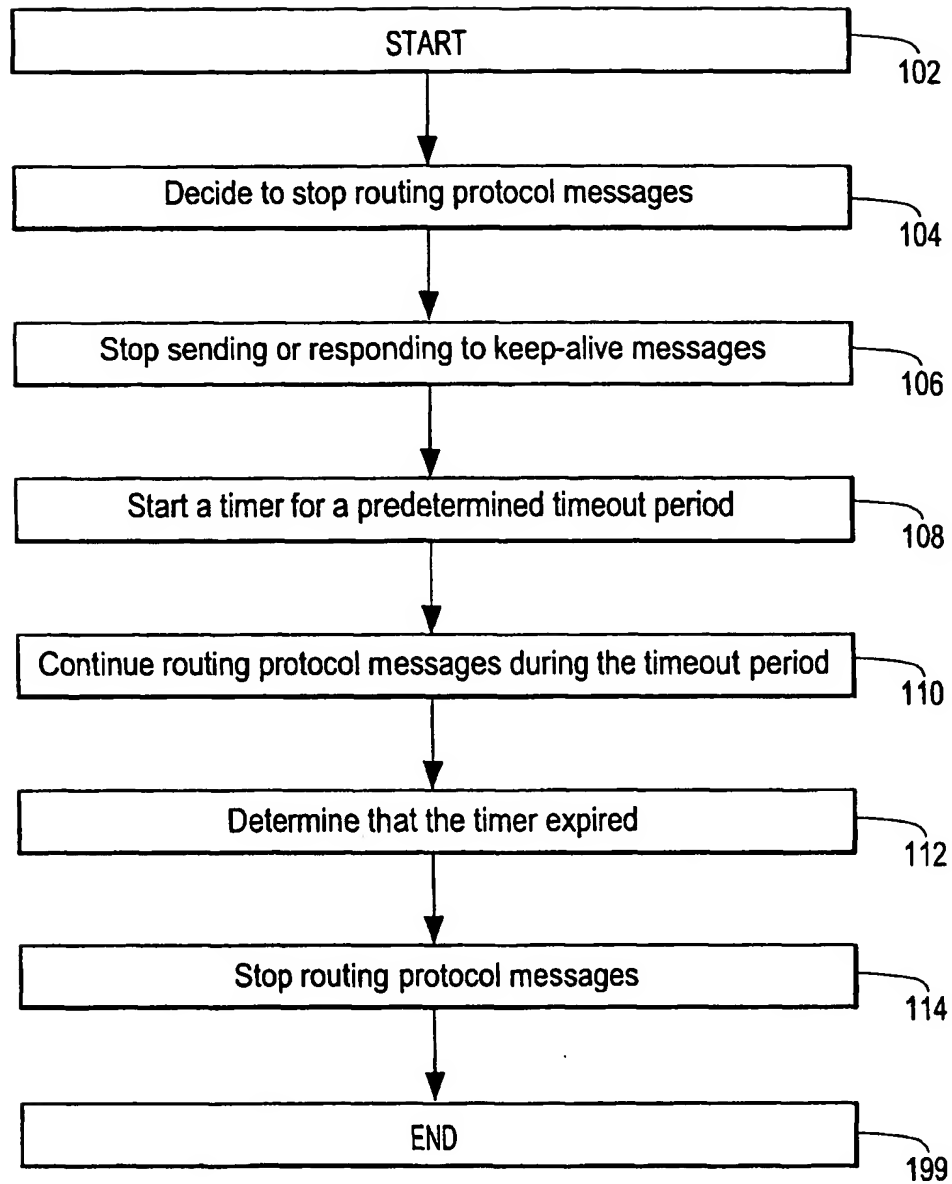 START
102
Decide to stop routing protocol messages
104
Stop sending or responding to keep-alive messages
106
Start a timer for a predetermined timeout period
108
Continue routing protocol messages during the timeout period
110
Determine that the timer expired
112
Stop routing protocol messages
114
END
199